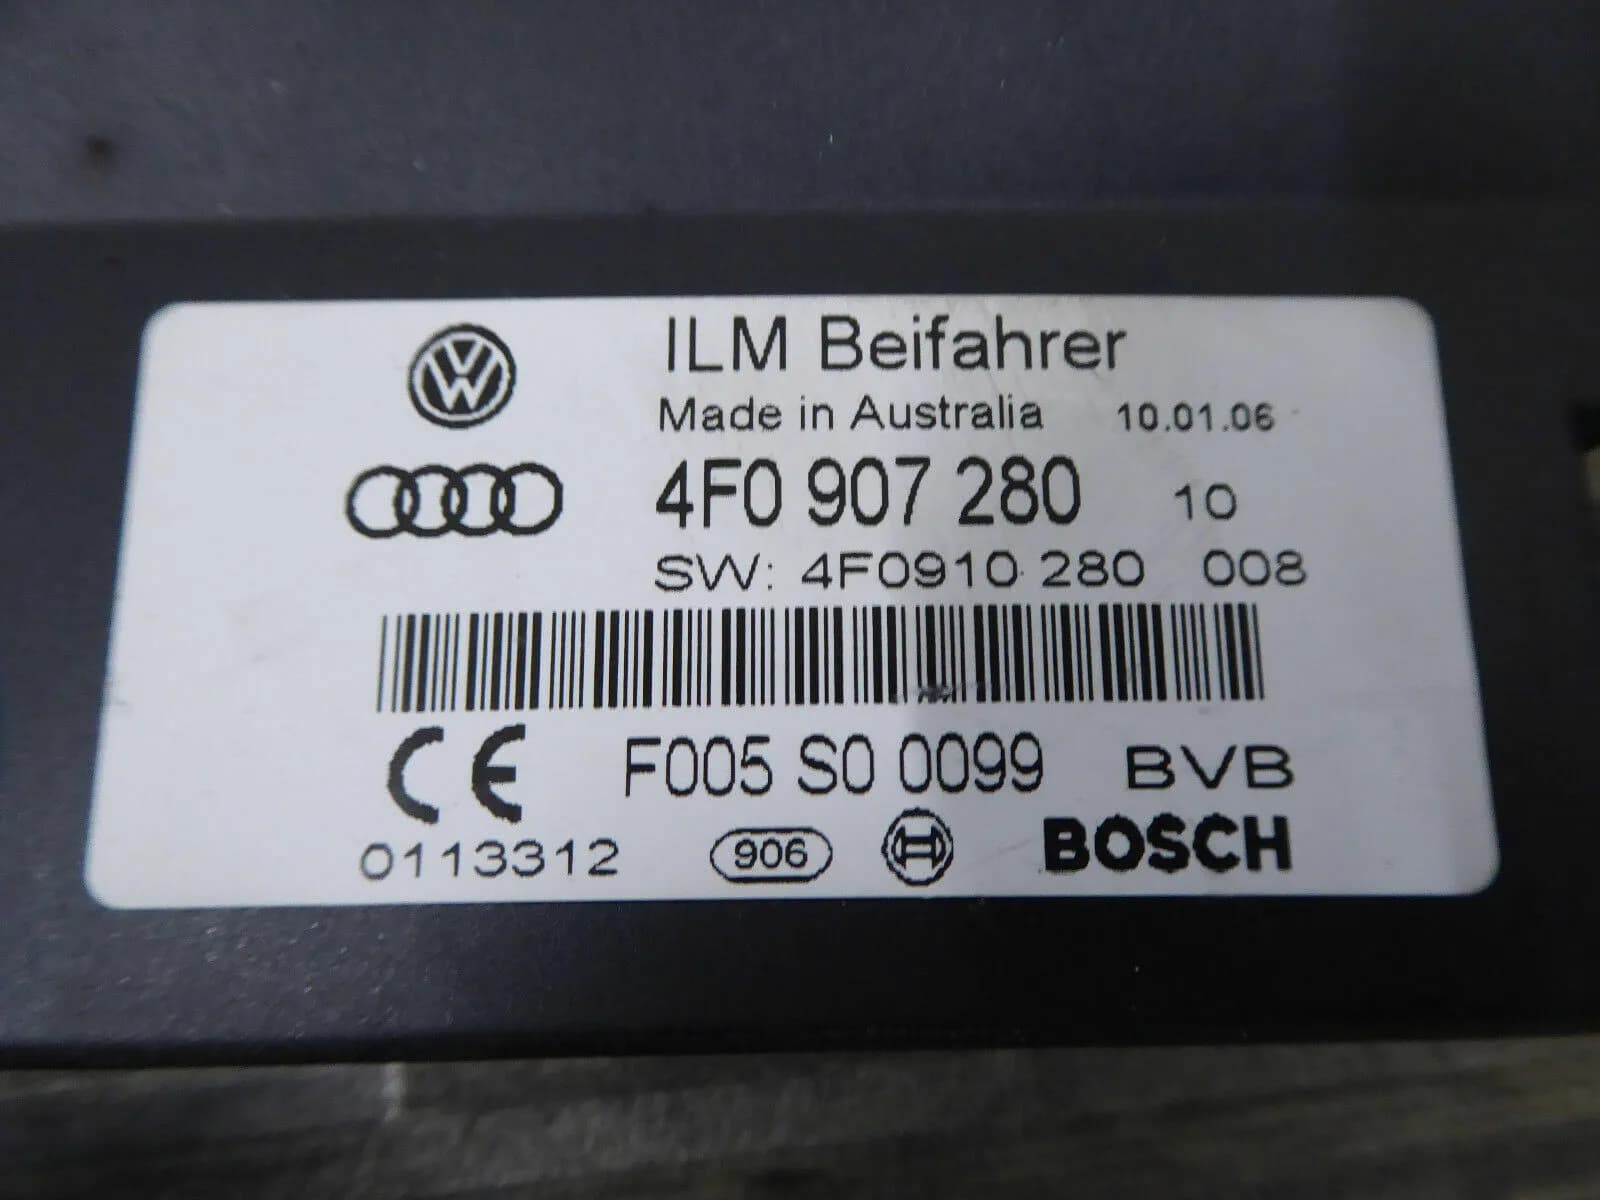 ILM Beifahrer
Made in Australia 10.01.06
4F0 907 280 10
SW: 4F0910 280 008
CE F005 S0 0099 BVB
0113312 906 BOSCH